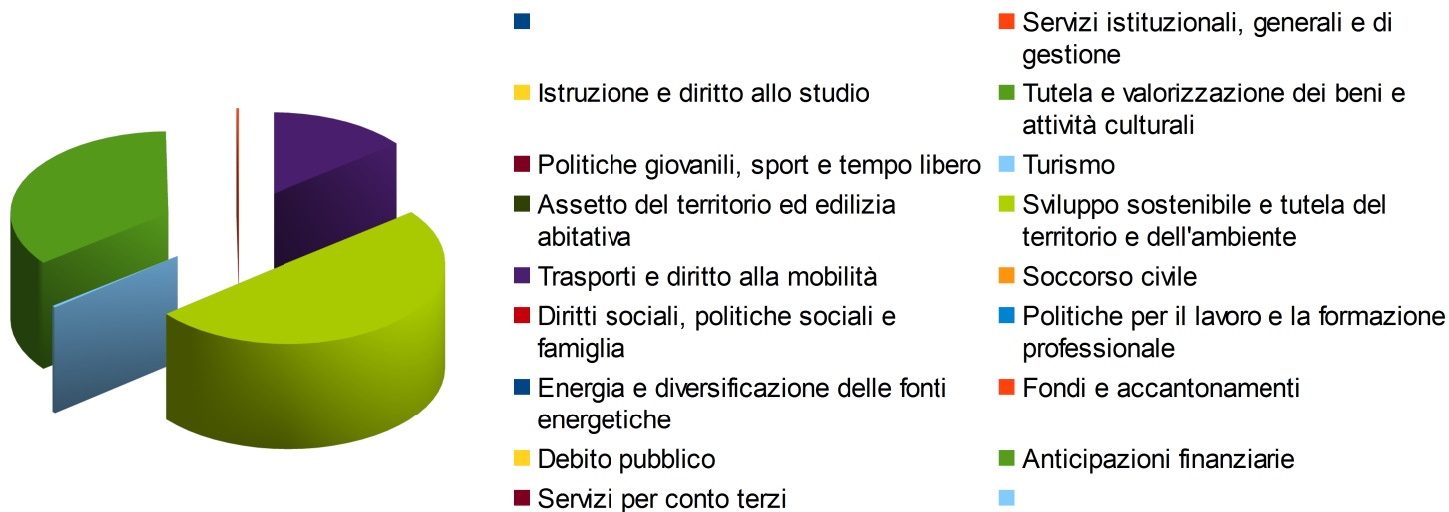 Servizi istituzionali, generali e di
gestione
Istruzione e diritto allo studio
Tutela e valorizzazione dei beni e
attività culturali
Politiche giovanili, sport e tempo libero
Turismo
Assetto del territorio ed edilizia
abitativa
Sviluppo sostenibile e tutela del
territorio e dell'ambiente
Trasporti e diritto alla mobilità
Soccorso civile
Diritti sociali, politiche sociali e
famiglia
Politiche per il lavoro e la formazione
professionale
Energia e diversificazione delle fonti
energetiche
Fondi e accantonamenti
Debito pubblico
Anticipazioni finanziarie
Servizi per conto terzi